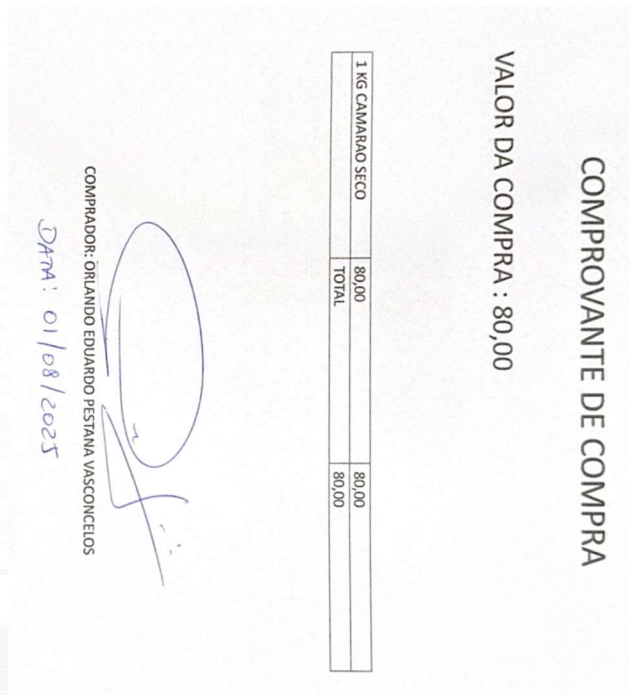 COMPROVANTE DE COMPRA
VALOR DA COMPRA : 80,00
1 KG CAMARAO SECO 80,00 80,00
TOTAL 80,00
COMPRADOR: ORLANDO EDUARDO PESTANA VASCONCELOS
DATA: 01/08/2025